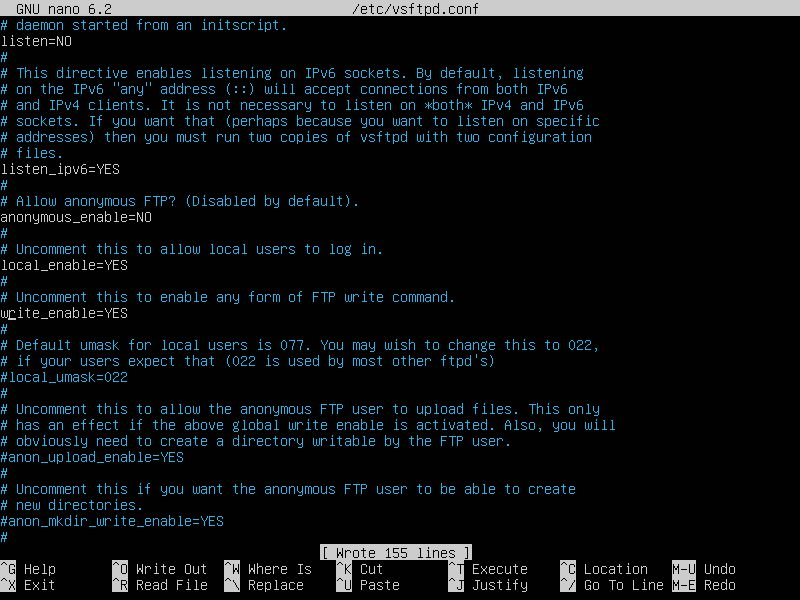 GNU nano 6.2 /etc/vsftpd.conf
# daemon started from an initscript.
listen=NO
#
# This directive enables listening on IPv6 sockets. By default, listening
# on the IPv6 "any" address (::) will accept connections from both IPv6
# and IPv4 clients. It is not necessary to listen on *both* IPv4 and IPv6
# sockets. If you want that (perhaps because you want to listen on specific
# addresses) then you must run two copies of vsftpd with two configuration
# files.
listen_ipv6=YES
#
# Allow anonymous FTP? (Disabled by default).
anonymous_enable=NO
#
# Uncomment this to allow local users to log in.
local_enable=YES
#
# Uncomment this to enable any form of FTP write command.
write_enable=YES
#
# Default umask for local users is 077. You may wish to change this to 022,
# if your users expect that (022 is used by most other ftpd's)
#local_umask=022
#
# Uncomment this to allow the anonymous FTP user to upload files. This only
# has an effect if the above global write enable is activated. Also, you will
# obviously need to create a directory writable by the FTP user.
#anon_upload_enable=YES
#
# Uncomment this if you want the anonymous FTP user to be able to create
# new directories.
#anon_mkdir_write_enable=YES
#
[ Wrote 155 lines ]
^G Help ^O Write Out ^W Where Is ^K Cut ^T Execute ^C Location M-U Undo
^X Exit ^R Read File ^\ Replace ^U Paste ^J Justify ^/ Go To Line M-E Redo